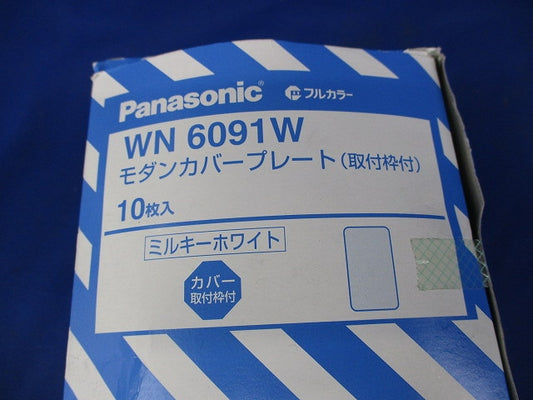 Panasonic® フルカラー
WN 6091W
モダンカバープレート(取付枠付)
10枚入
ミルキーホワイト
カバー
取付枠付